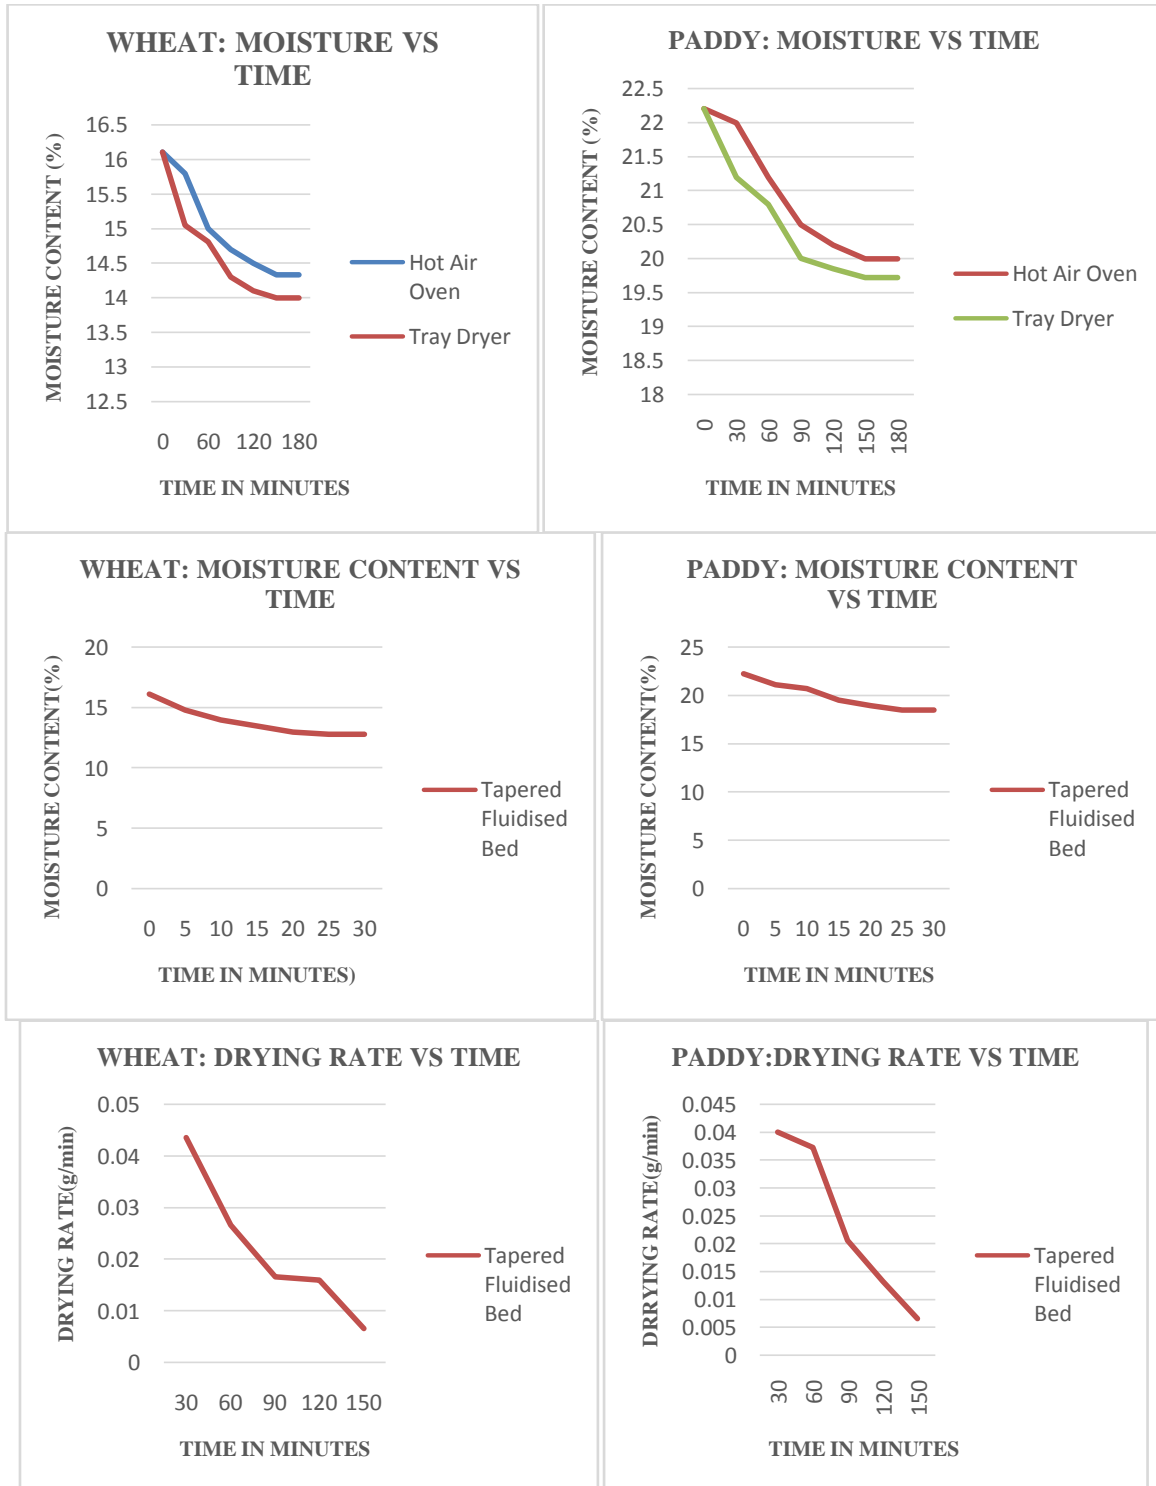 WHEAT: MOISTURE VS
TIME
MOISTURE CONTENT (%)
16.5
16
15.5
15
14.5
14
13.5
13
12.5
0 60 120 180
TIME IN MINUTES
Hot Air
Oven
Tray Dryer
PADDY: MOISTURE VS TIME
MOISTURE CONTENT (%)
22.5
22
21.5
21
20.5
20
19.5
19
18.5
18
0 30 60 90 120 150 180
TIME IN MINUTES
Hot Air Oven
Tray Dryer
WHEAT: MOISTURE CONTENT VS
TIME
MOISTURE CONTENT(%)
20
15
10
5
0
0 5 10 15 20 25 30
TIME IN MINUTES)
Tapered
Fluidised
Bed
PADDY: MOISTURE CONTENT
VS TIME
MOISTURE CONTENT(%)
25
20
15
10
5
0
0 5 10 15 20 25 30
TIME IN MINUTES
Tapered
Fluidised
Bed
WHEAT: DRYING RATE VS TIME
DRYING RATE(g/min)
0.05
0.04
0.03
0.02
0.01
0
30 60 90 120 150
TIME IN MINUTES
Tapered
Fluidised
Bed
PADDY:DRYING RATE VS TIME
DRRYING RATE(g/min)
0.045
0.04
0.035
0.03
0.025
0.02
0.015
0.01
0.005
0
30 60 90 120 150
TIME IN MINUTES
Tapered
Fluidised
Bed